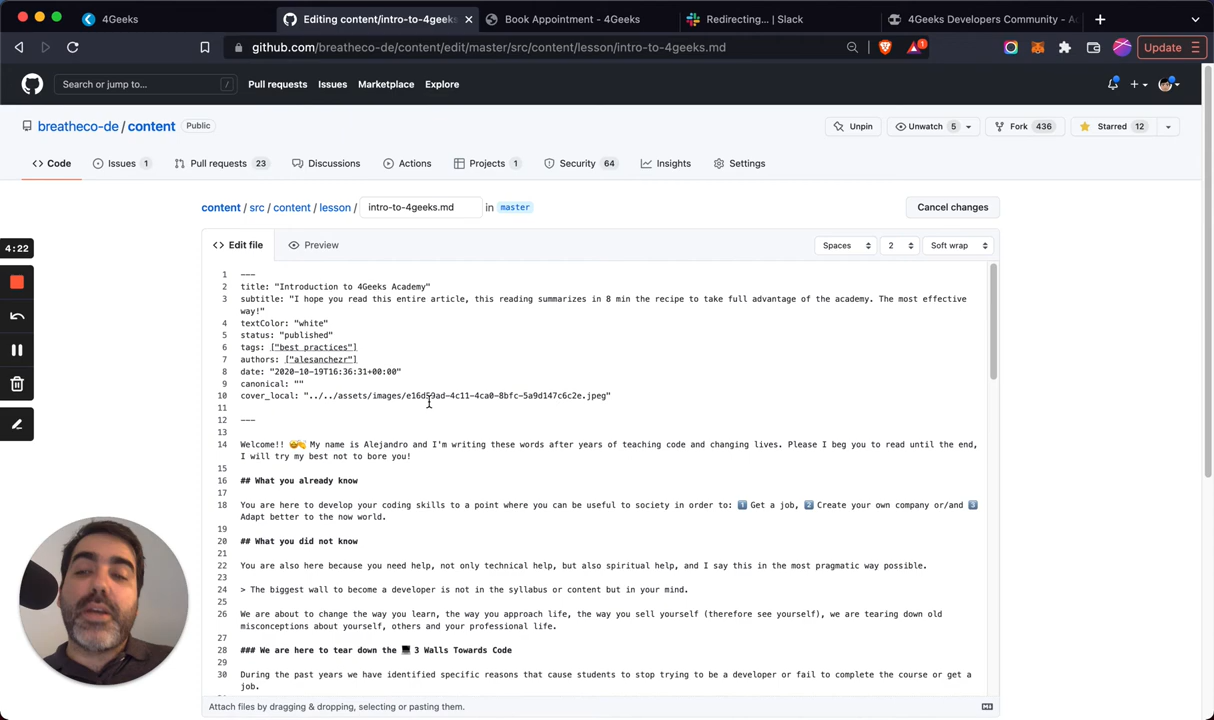 4Geeks
Editing content/intro-to-4geeks
Book Appointment - 4Geeks
Redirecting... | Slack
4Geeks Developers Community - Ac
github.com/breatheco-de/content/edit/master/src/content/lesson/intro-to-4geeks.md
1
Update
Search or jump to...
/
Pull requests
Issues
Marketplace
Explore
breatheco-de / content
Public
Unpin
Unwatch 5
Fork 436
Starred 12
Code
Issues 1
Pull requests 23
Discussions
Actions
Projects 1
Security 64
Insights
Settings
content / src / content / lesson / intro-to-4geeks.md in master
Cancel changes
4:22
Edit file
Preview
Spaces
2
Soft wrap
1 ---
2 title: "Introduction to 4Geeks Academy"
3 subtitle: "I hope you read this entire article, this reading summarizes in 8 min the recipe to take full advantage of the academy. The most effective
way!"
4 textColor: "white"
5 status: "published"
6 tags: ["best practices"]
7 authors: ["alesanchezr"]
8 date: "2020-10-19T16:36:31+00:00"
9 canonical: ""
10 cover_local: "../../assets/images/e16d59ad-4c11-4ca0-8bfc-5a9d147c6c2e.jpeg"
11
12 ---
13
14 Welcome!! 🤗 My name is Alejandro and I'm writing these words after years of teaching code and changing lives. Please I beg you to read until the end,
I will try my best not to bore you!
15
16 ## What you already know
17
18 You are here to develop your coding skills to a point where you can be useful to society in order to: 1️⃣ Get a job, 2️⃣ Create your own company or/and 3️⃣
Adapt better to the now world.
19
20 ## What you did not know
21
22 You are also here because you need help, not only technical help, but also spiritual help, and I say this in the most pragmatic way possible.
23
24 > The biggest wall to become a developer is not in the syllabus or content but in your mind.
25
26 We are about to change the way you learn, the way you approach life, the way you sell yourself (therefore see yourself), we are tearing down old
misconceptions about yourself, others and your professional life.
27
28 ### We are here to tear down the 💻 3 Walls Towards Code
29
30 During the past years we have identified specific reasons that cause students to stop trying to be a developer or fail to complete the course or get a
job.
Attach files by dragging & dropping, selecting or pasting them.